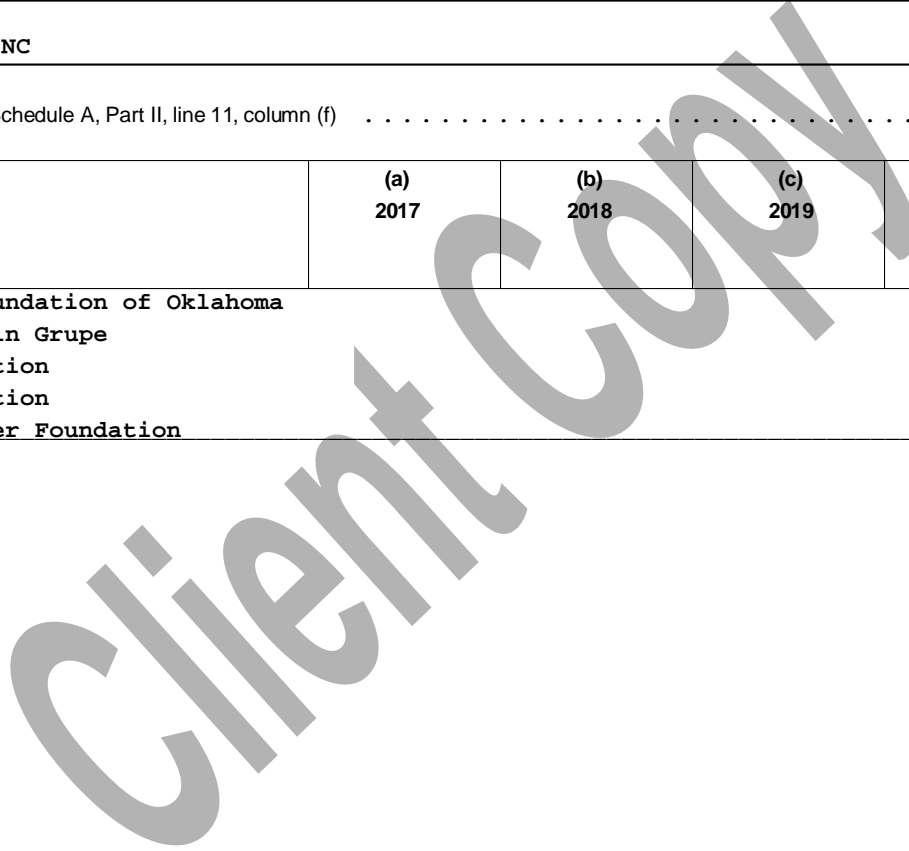 NC
chedule A, Part II, line 11, column (f) . . . . . . . . . . . . . . . . . . . . . . . . . . . .
(a) (b) (c)
2017 2018 2019
undation of Oklahoma
in Grupe
tion
tion
er Foundation
Client Copy